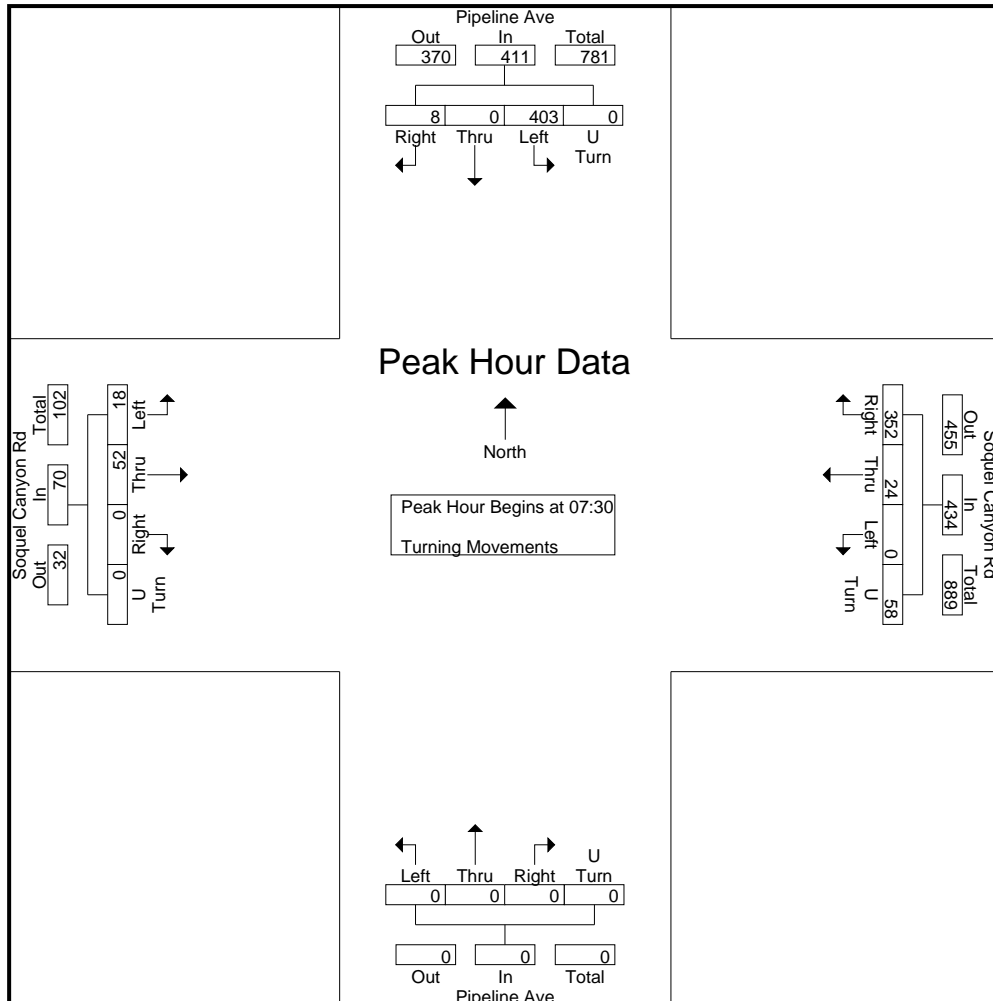 Pipeline Ave
Out In Total
370 411 781
8 0 403 0
Right Thru Left U Turn
Peak Hour Data
North
Peak Hour Begins at 07:30
Turning Movements
Soquel Canyon Rd
Total In Out
102 70 32
18 52 0 0
Left Thru Right U Turn
Soquel Canyon Rd
Out In Total
455 434 889
352 24 0 58
Right Thru Left U Turn
Left Thru Right U Turn
0 0 0 0
0 0 0
Out In Total
Pipeline Ave